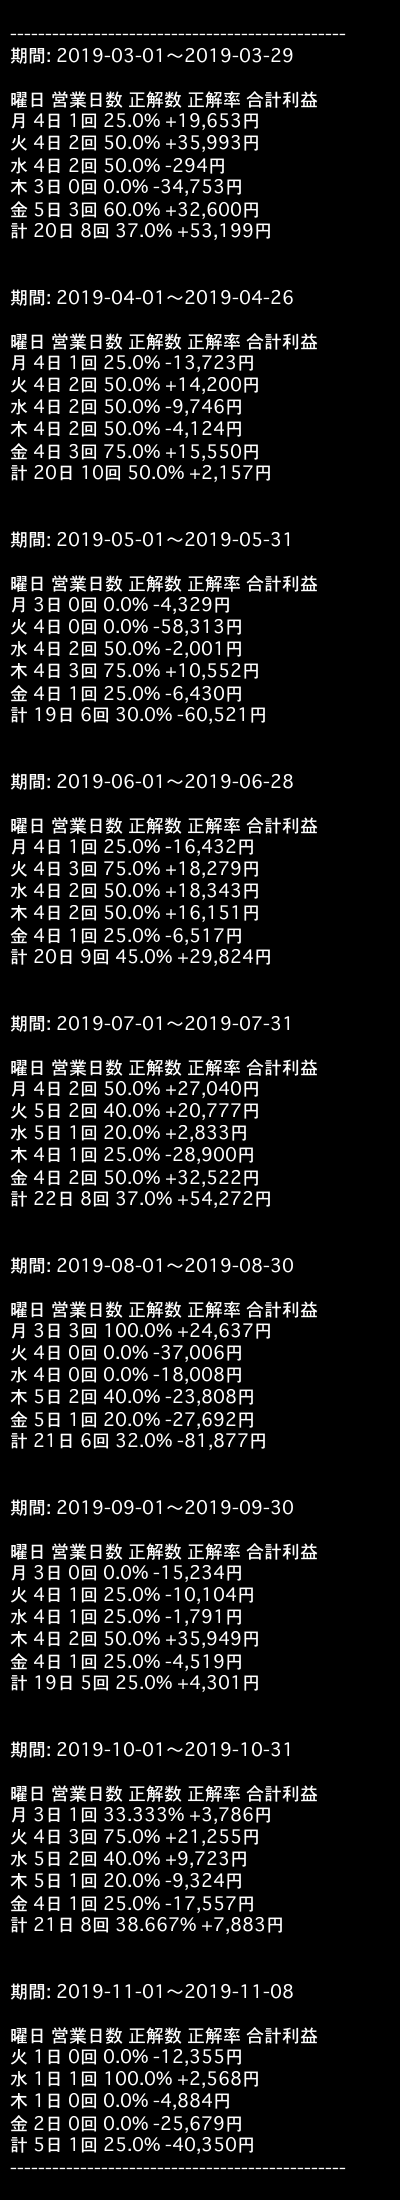 ------------------------------------------------
期間: 2019-03-01〜2019-03-29
曜日 営業日数 正解数 正解率 合計利益
月 4日 1回 25.0% +19,653円
火 4日 2回 50.0% +35,993円
水 4日 2回 50.0% -294円
木 3日 0回 0.0% -34,753円
金 5日 3回 60.0% +32,600円
計 20日 8回 37.0% +53,199円
期間: 2019-04-01〜2019-04-26
曜日 営業日数 正解数 正解率 合計利益
月 4日 1回 25.0% -13,723円
火 4日 2回 50.0% +14,200円
水 4日 2回 50.0% -9,746円
木 4日 2回 50.0% -4,124円
金 4日 3回 75.0% +15,550円
計 20日 10回 50.0% +2,157円
期間: 2019-05-01〜2019-05-31
曜日 営業日数 正解数 正解率 合計利益
月 3日 0回 0.0% -4,329円
火 4日 0回 0.0% -58,313円
水 4日 2回 50.0% -2,001円
木 4日 3回 75.0% +10,552円
金 4日 1回 25.0% -6,430円
計 19日 6回 30.0% -60,521円
期間: 2019-06-01〜2019-06-28
曜日 営業日数 正解数 正解率 合計利益
月 4日 1回 25.0% -16,432円
火 4日 3回 75.0% +18,279円
水 4日 2回 50.0% +18,343円
木 4日 2回 50.0% +16,151円
金 4日 1回 25.0% -6,517円
計 20日 9回 45.0% +29,824円
期間: 2019-07-01〜2019-07-31
曜日 営業日数 正解数 正解率 合計利益
月 4日 2回 50.0% +27,040円
火 5日 2回 40.0% +20,777円
水 5日 1回 20.0% +2,833円
木 4日 1回 25.0% -28,900円
金 4日 2回 50.0% +32,522円
計 22日 8回 37.0% +54,272円
期間: 2019-08-01〜2019-08-30
曜日 営業日数 正解数 正解率 合計利益
月 3日 3回 100.0% +24,637円
火 4日 0回 0.0% -37,006円
水 4日 0回 0.0% -18,008円
木 5日 2回 40.0% -23,808円
金 5日 1回 20.0% -27,692円
計 21日 6回 32.0% -81,877円
期間: 2019-09-01〜2019-09-30
曜日 営業日数 正解数 正解率 合計利益
月 3日 0回 0.0% -15,234円
火 4日 1回 25.0% -10,104円
水 4日 1回 25.0% -1,791円
木 4日 2回 50.0% +35,949円
金 4日 1回 25.0% -4,519円
計 19日 5回 25.0% +4,301円
期間: 2019-10-01〜2019-10-31
曜日 営業日数 正解数 正解率 合計利益
月 3日 1回 33.333% +3,786円
火 4日 3回 75.0% +21,255円
水 5日 2回 40.0% +9,723円
木 5日 1回 20.0% -9,324円
金 4日 1回 25.0% -17,557円
計 21日 8回 38.667% +7,883円
期間: 2019-11-01〜2019-11-08
曜日 営業日数 正解数 正解率 合計利益
火 1日 0回 0.0% -12,355円
水 1日 1回 100.0% +2,568円
木 1日 0回 0.0% -4,884円
金 2日 0回 0.0% -25,679円
計 5日 1回 25.0% -40,350円
------------------------------------------------